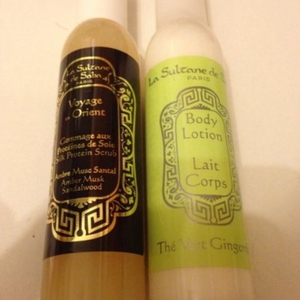 La Sultane
de Saba
PARIS
Voyage
en Orient
Gommage aux
Protéines de Soie
Silk Protein Scrubs
Ambre Musc Santal
Amber Musk
Sandalwood
La Sultane de
PARIS
Body
Lotion
Lait
Corps
Thé Vert Gingem